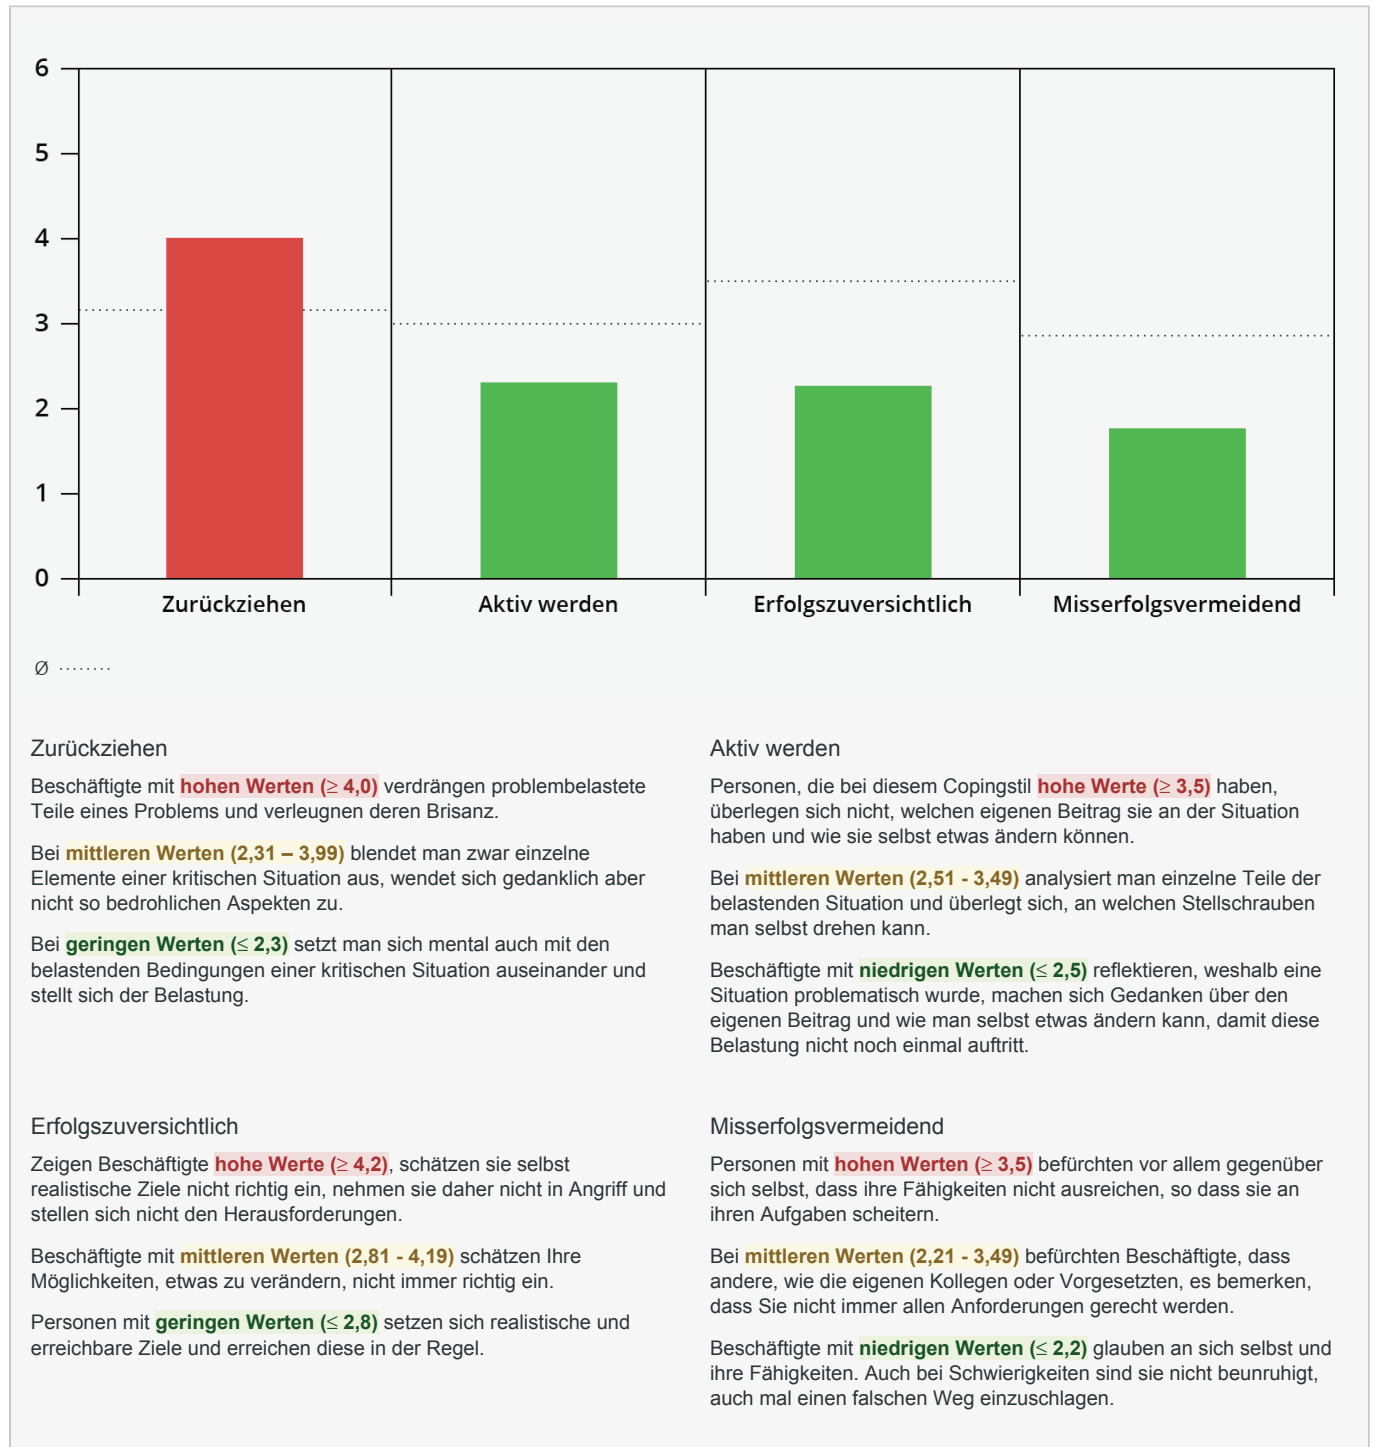 6
5
4
3
2
1
0
Zurückziehen
Aktiv werden
Erfolgszuversichtlich
Misserfolgsvermeidend
Ø ........
Zurückziehen
Beschäftigte mit hohen Werten (≥ 4,0) verdrängen problembelastete
Teile eines Problems und verleugnen deren Brisanz.
Bei mittleren Werten (2,31 – 3,99) blendet man zwar einzelne
Elemente einer kritischen Situation aus, wendet sich gedanklich aber
nicht so bedrohlichen Aspekten zu.
Bei geringen Werten (≤ 2,3) setzt man sich mental auch mit den
belastenden Bedingungen einer kritischen Situation auseinander und
stellt sich der Belastung.
Aktiv werden
Personen, die bei diesem Copingstil hohe Werte (≥ 3,5) haben,
überlegen sich nicht, welchen eigenen Beitrag sie an der Situation
haben und wie sie selbst etwas ändern können.
Bei mittleren Werten (2,51 - 3,49) analysiert man einzelne Teile der
belastenden Situation und überlegt sich, an welchen Stellschrauben
man selbst drehen kann.
Beschäftigte mit niedrigen Werten (≤ 2,5) reflektieren, weshalb eine
Situation problematisch wurde, machen sich Gedanken über den
eigenen Beitrag und wie man selbst etwas ändern kann, damit diese
Belastung nicht noch einmal auftritt.
Erfolgszuversichtlich
Zeigen Beschäftigte hohe Werte (≥ 4,2), schätzen sie selbst
realistische Ziele nicht richtig ein, nehmen sie daher nicht in Angriff und
stellen sich nicht den Herausforderungen.
Beschäftigte mit mittleren Werten (2,81 - 4,19) schätzen Ihre
Möglichkeiten, etwas zu verändern, nicht immer richtig ein.
Personen mit geringen Werten (≤ 2,8) setzen sich realistische und
erreichbare Ziele und erreichen diese in der Regel.
Misserfolgsvermeidend
Personen mit hohen Werten (≥ 3,5) befürchten vor allem gegenüber
sich selbst, dass ihre Fähigkeiten nicht ausreichen, so dass sie an
ihren Aufgaben scheitern.
Bei mittleren Werten (2,21 - 3,49) befürchten Beschäftigte, dass
andere, wie die eigenen Kollegen oder Vorgesetzten, es bemerken,
dass Sie nicht immer allen Anforderungen gerecht werden.
Beschäftigte mit niedrigen Werten (≤ 2,2) glauben an sich selbst und
ihre Fähigkeiten. Auch bei Schwierigkeiten sind sie nicht beunruhigt,
auch mal einen falschen Weg einzuschlagen.